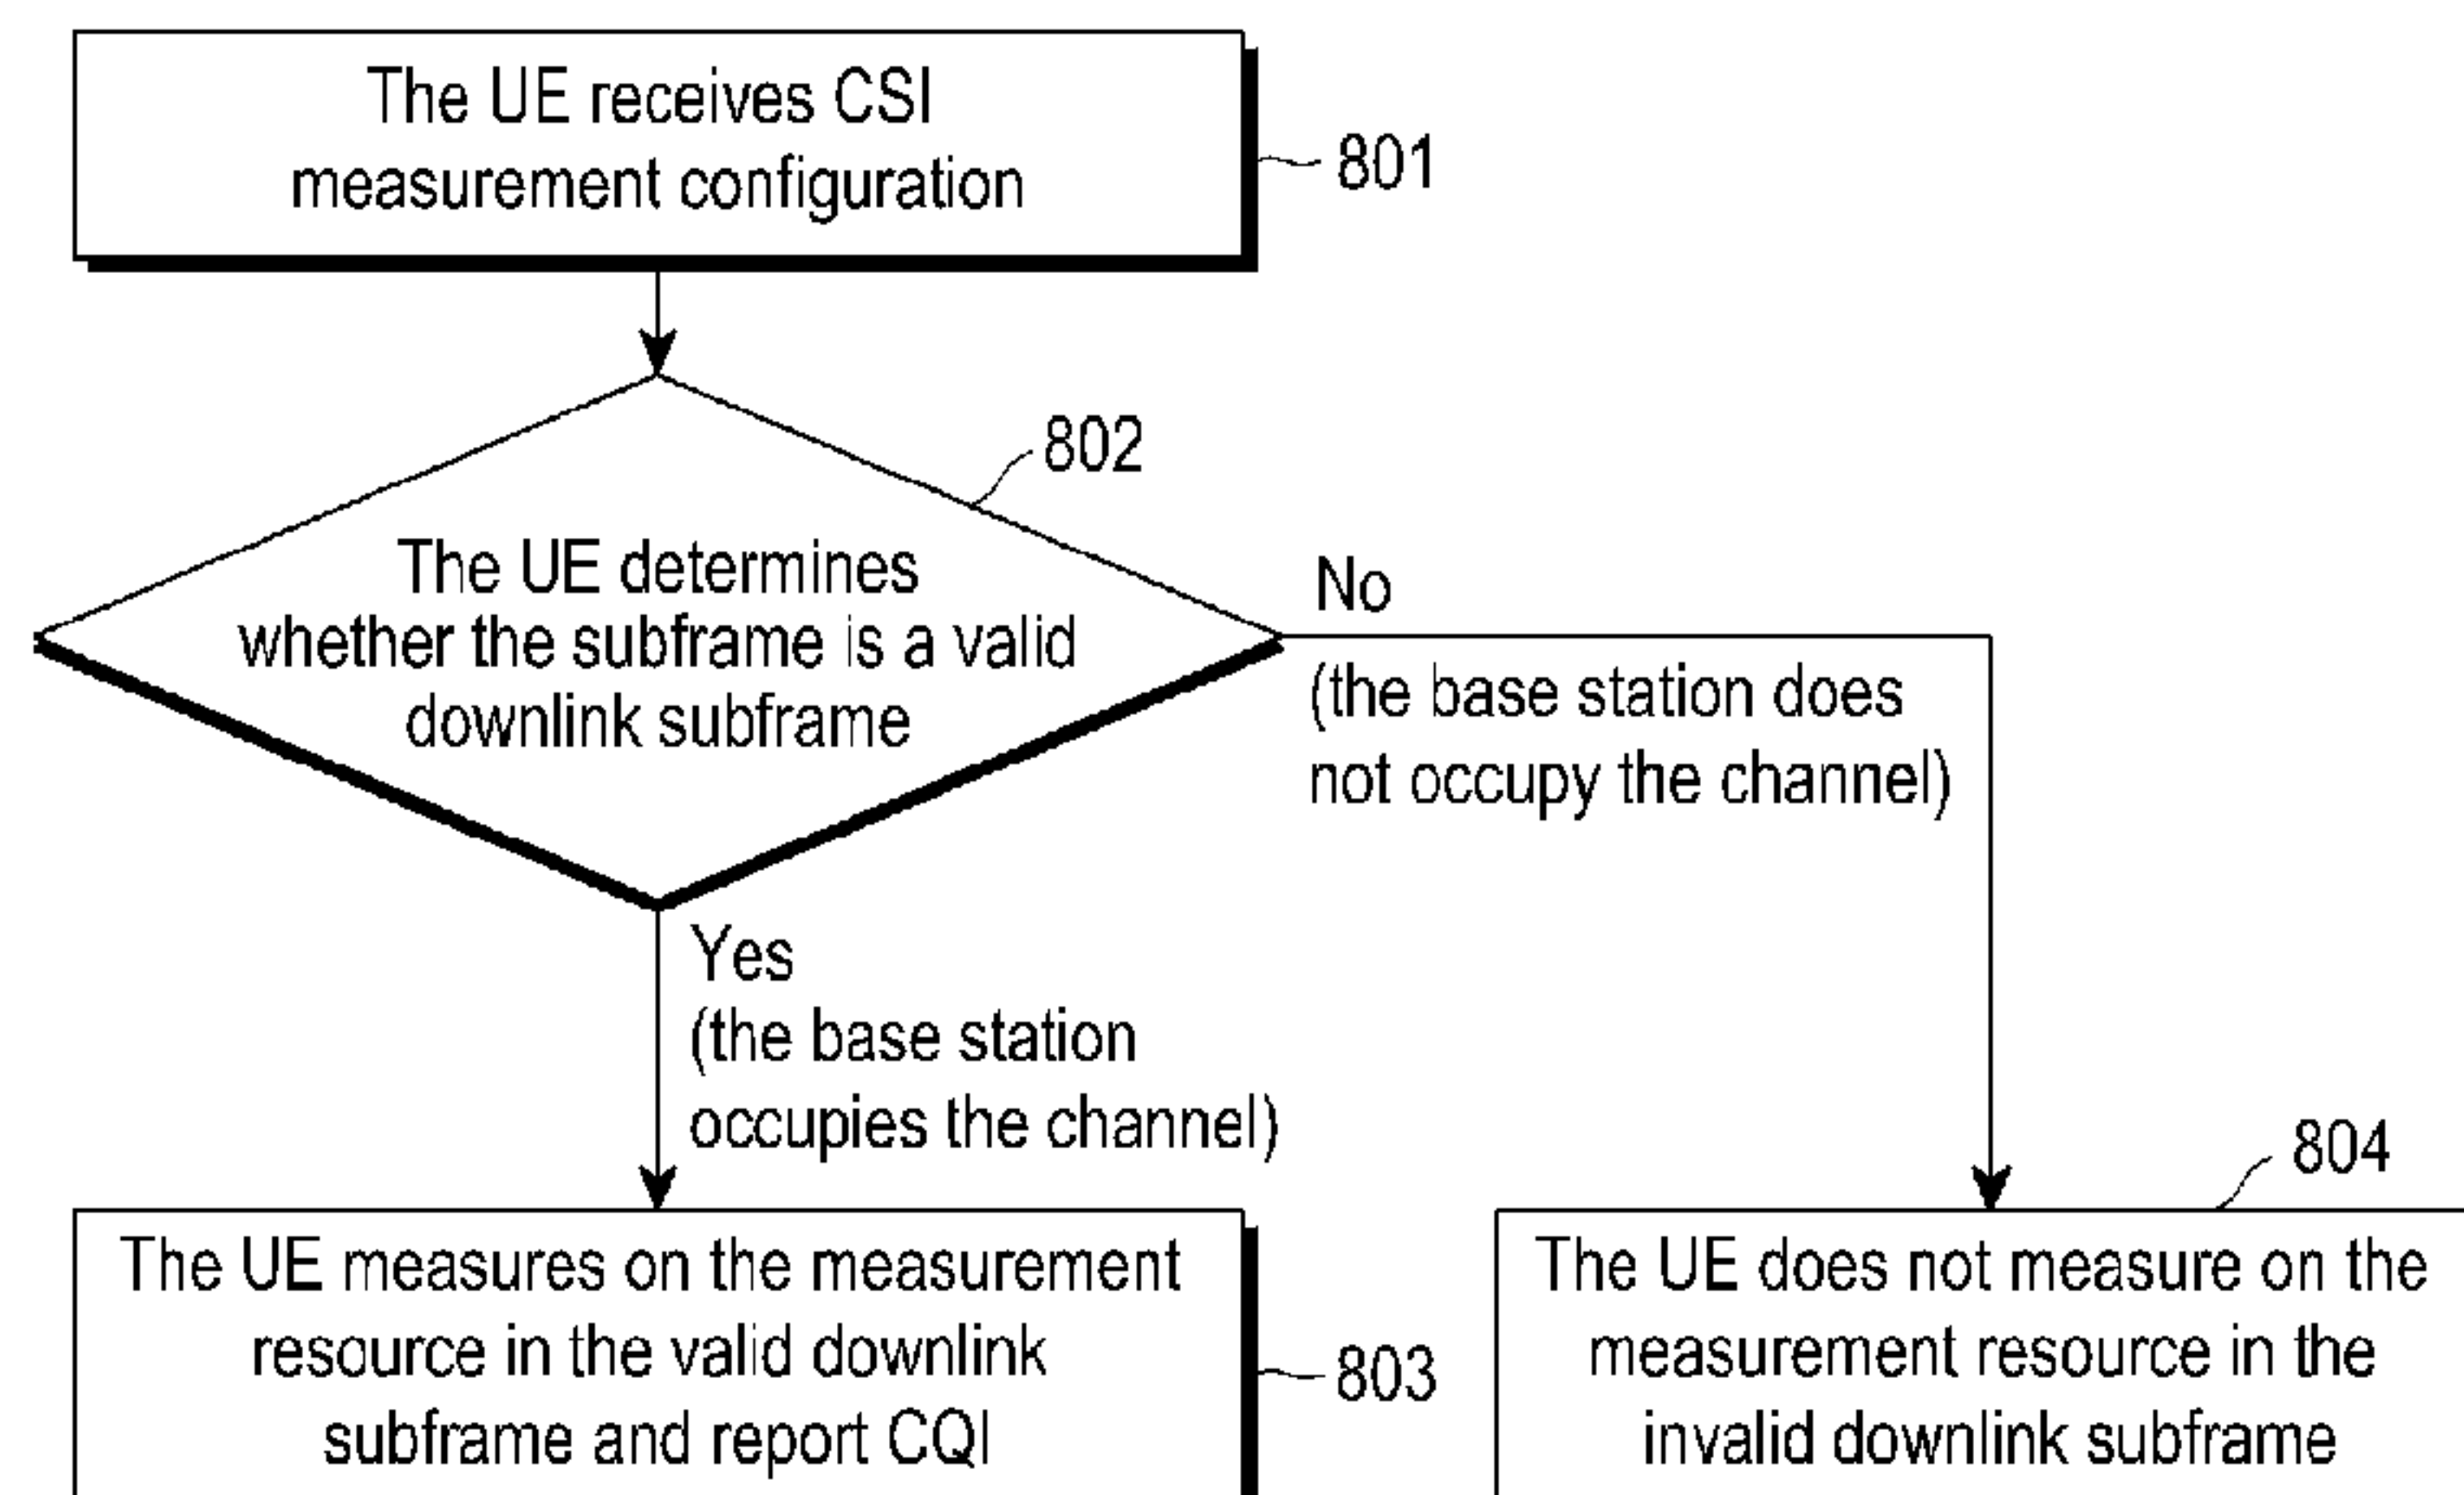 The UE receives CSI
measurement configuration
801
802
The UE determines
whether the subframe is a valid
downlink subframe
No
(the base station does
not occupy the channel)
Yes
(the base station
occupies the channel)
804
The UE measures on the measurement
resource in the valid downlink
subframe and report CQI
803
The UE does not measure on the
measurement resource in the
invalid downlink subframe